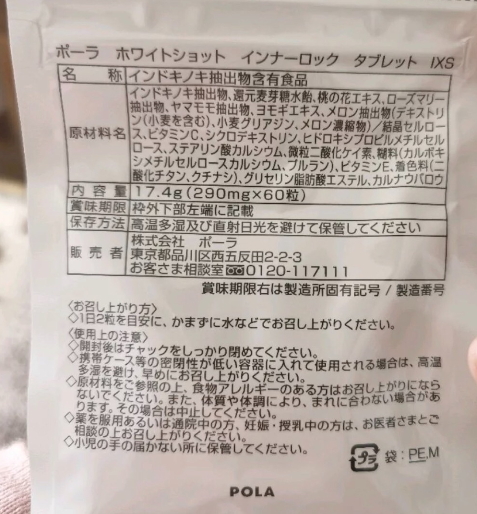 ポーラ ホワイトショット インナーロック タブレット IXS
名 称 インドキノキ抽出物含有食品
原材料名 インドキノキ抽出物、還元麦芽糖水飴、桃の花エキス、ローズマリー
抽出物、ヤマモモ抽出物、ヨモギエキス、メロン抽出物(デキストリ
ン(小麦を含む)、小麦グリアジン、メロン濃縮物)/結晶セルロー
ス、ビタミンC、シクロデキストリン、ヒドロキシプロピルメチルセル
ロース、ステアリン酸カルシウム、微粒二酸化ケイ素、糊料(カルボキ
シメチルセルロースカルシウム、プルラン)、ビタミンE、着色料(二
酸化チタン、クチナシ)、グリセリン脂肪酸エステル、カルナウバロウ
内 容 量 17.4g(290mg×60粒)
賞味期限 枠外下部左端に記載
保存方法 高温多湿及び直射日光を避けて保管してください
販 売 者 株式会社 ポーラ
東京都品川区西五反田2-2-3
お客さま相談室 0120-117111
賞味期限右は製造所固有記号 / 製造番号
〈お召し上がり方〉
◇1日2粒を目安に、かまずに水などでお召し上がりください。
〈使用上の注意〉
◇開封後はチャックをしっかり閉めてください。
◇携帯ケース等の密閉性が低い容器に入れて使用される場合は、高温
多湿を避け、早めにお召し上がりください。
◇原材料をご参照の上、食物アレルギーのある方はお召し上がりになら
ないでください。また、体質や体調により、まれに合わない場合があ
ります。その場合は中止してください。
◇薬を服用あるいは通院中の方、妊娠・授乳中の方は、お医者さまとご
相談の上お召し上がりください。
◇小児の手の届かない所に保管してください。
プラ 袋:PE,M
POLA